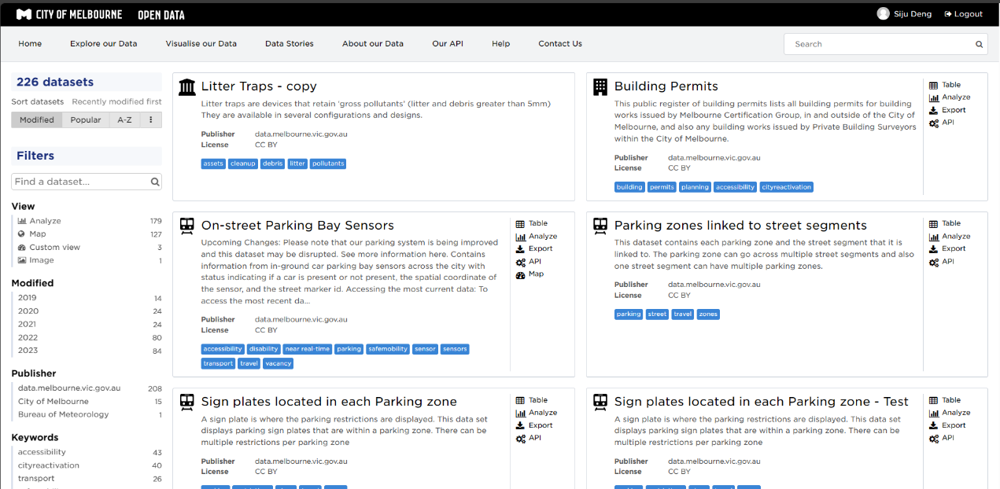 CITY OF MELBOURNE OPEN DATA
Siju Deng Logout
Home Explore our Data Visualise our Data Data Stories About our Data Our API Help Contact Us Search
226 datasets
Sort datasets Recently modified first
Modified Popular A-Z
Filters
Find a dataset...
View
Analyze 179
Map 127
Custom view 3
Image 1
Modified
2019 14
2020 24
2021 24
2022 80
2023 84
Publisher
data.melbourne.vic.gov.au 208
City of Melbourne 15
Bureau of Meteorology 1
Keywords
accessibility 43
cityreactivation 40
transport 26
Litter Traps - copy
Litter traps are devices that retain 'gross pollutants' (litter and debris greater than 5mm)
They are available in several configurations and designs.
Publisher data.melbourne.vic.gov.au
License CC BY
assets cleanup debris litter pollutants
Building Permits
This public register of building permits lists all building permits for building
works issued by Melbourne Certification Group, in and outside of the City of
Melbourne, and also any building works issued by Private Building Surveyors
within the City of Melbourne.
Publisher data.melbourne.vic.gov.au
License CC BY
building permits planning accessibility cityreactivation
Table
Analyze
Export
API
On-street Parking Bay Sensors
Upcoming Changes: Please note that our parking system is being improved
and this dataset may be disrupted. See more information here. Contains
information from in-ground car parking bay sensors across the city with
status indicating if a car is present or not present, the spatial coordinate of
the sensor, and the street marker id. Accessing the most current data: To
access the most recent da...
Publisher data.melbourne.vic.gov.au
License CC BY
accessibility disability near real-time parking safemobility sensor sensors
transport travel vacancy
Table
Analyze
Export
API
Map
Parking zones linked to street segments
This dataset contains each parking zone and the street segment that it is
linked to. The parking zone can go across multiple street segments and also
one street segment can have multiple parking zones.
Publisher data.melbourne.vic.gov.au
License CC BY
parking street travel zones
Table
Analyze
Export
API
Sign plates located in each Parking zone
A sign plate is where the parking restrictions are displayed. This data set
displays parking sign plates that are within a parking zone. There can be
multiple restrictions per parking zone
Publisher data.melbourne.vic.gov.au
License CC BY
Table
Analyze
Export
API
Sign plates located in each Parking zone - Test
A sign plate is where the parking restrictions are displayed. This data set
displays parking sign plates that are within a parking zone. There can be
multiple restrictions per parking zone
Publisher data.melbourne.vic.gov.au
License CC BY
Table
Analyze
Export
API